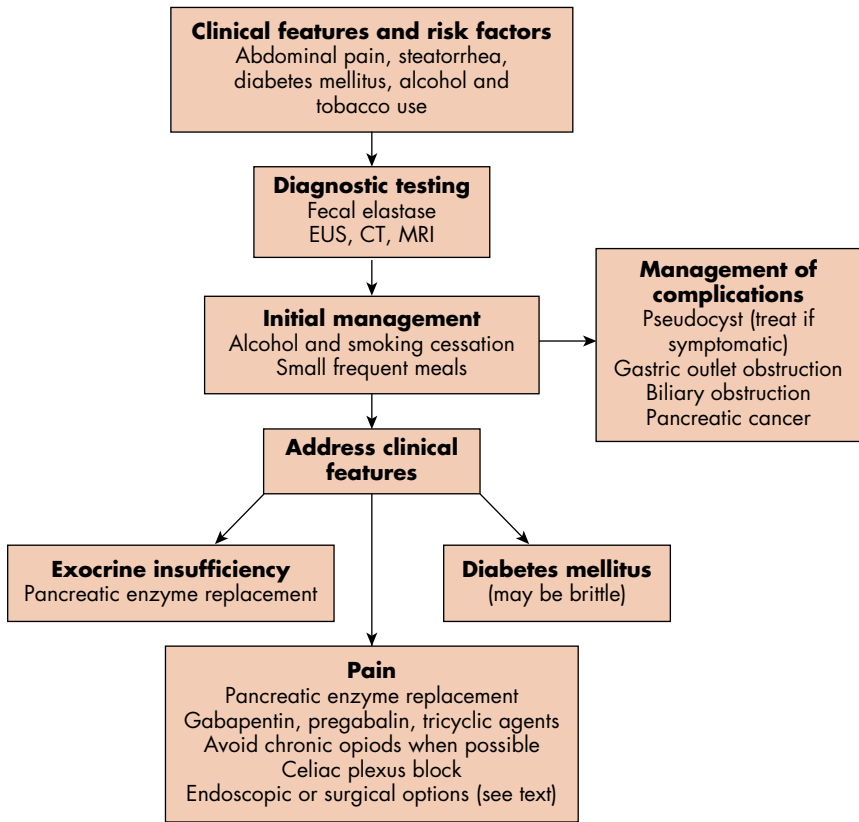 Clinical features and risk factors
Abdominal pain, steatorrhea,
diabetes mellitus, alcohol and
tobacco use
Diagnostic testing
Fecal elastase
EUS, CT, MRI
Initial management
Alcohol and smoking cessation
Small frequent meals
Management of
complications
Pseudocyst (treat if
symptomatic)
Gastric outlet obstruction
Biliary obstruction
Pancreatic cancer
Address clinical
features
Exocrine insufficiency
Pancreatic enzyme replacement
Diabetes mellitus
(may be brittle)
Pain
Pancreatic enzyme replacement
Gabapentin, pregabalin, tricyclic agents
Avoid chronic opiods when possible
Celiac plexus block
Endoscopic or surgical options (see text)